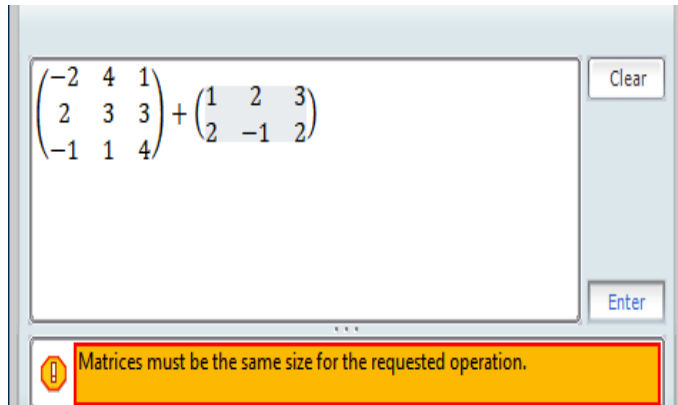 −2 4 1
2 3 3 + 1 2 3
−1 1 4 2 −1 2
Clear
Enter
Matrices must be the same size for the requested operation.